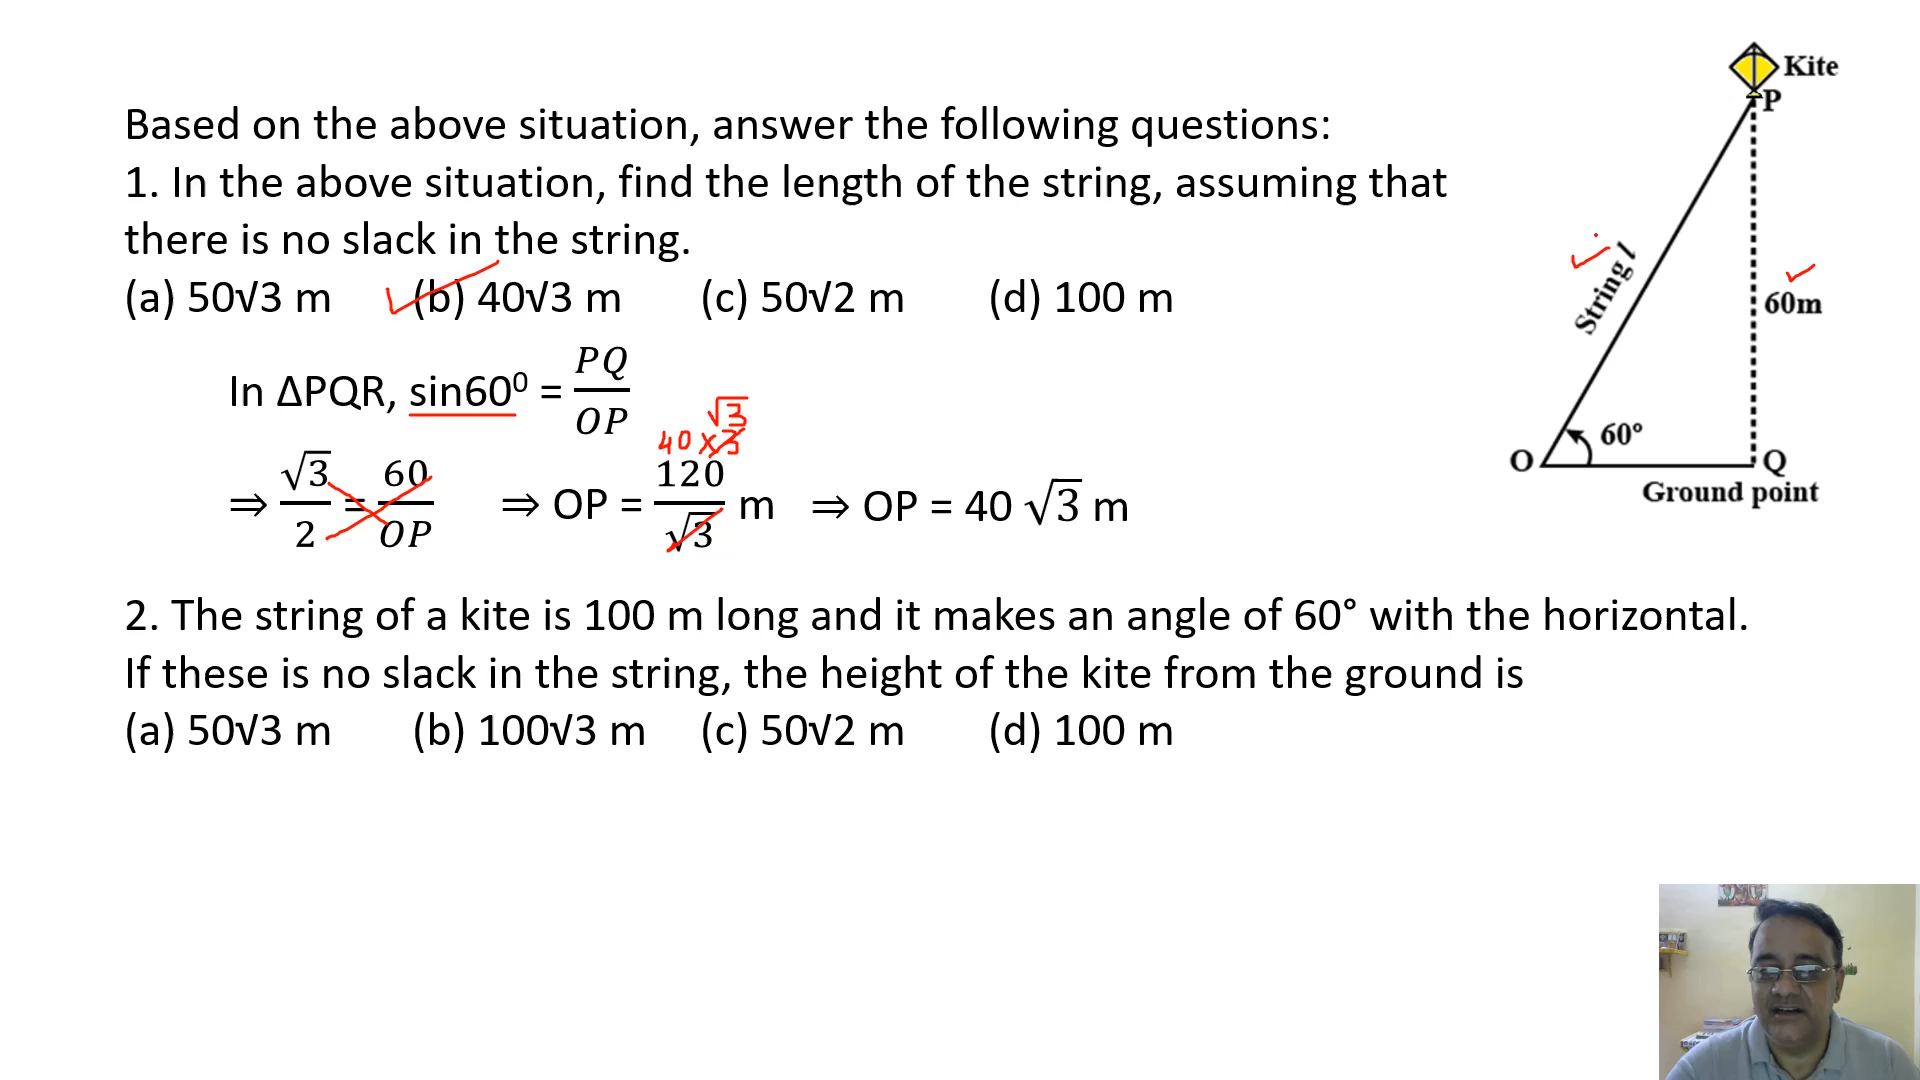 Based on the above situation, answer the following questions:
1. In the above situation, find the length of the string, assuming that
there is no slack in the string.
(a) 50√3 m (b) 40√3 m (c) 50√2 m (d) 100 m
In ΔPQR, sin60⁰ = PQ/OP
√3
40 × 3
⇒ √3/2 = 60/OP ⇒ OP = 120/√3 m ⇒ OP = 40 √3 m
2. The string of a kite is 100 m long and it makes an angle of 60° with the horizontal.
If these is no slack in the string, the height of the kite from the ground is
(a) 50√3 m (b) 100√3 m (c) 50√2 m (d) 100 m
Kite
P
String l
60m
60°
O
Q
Ground point